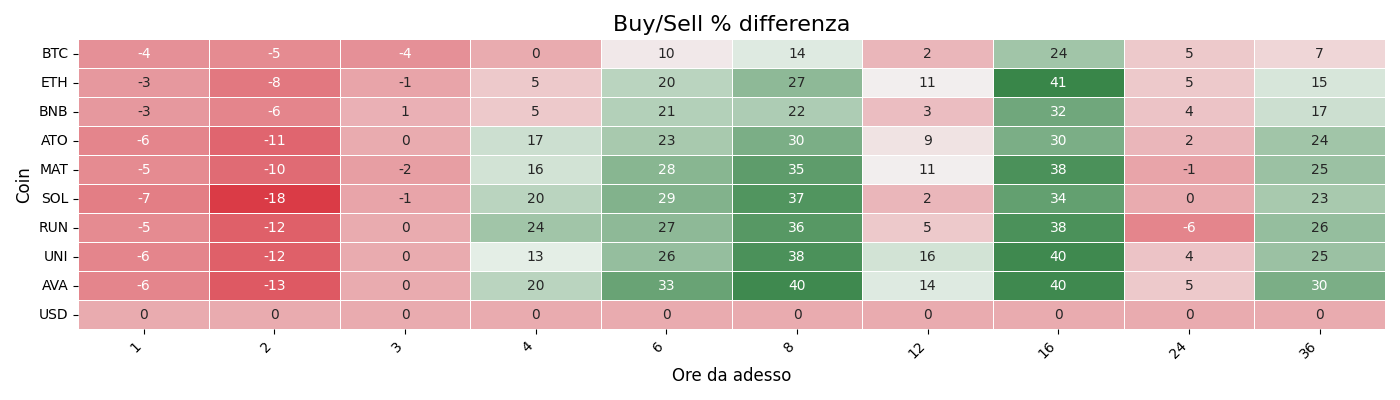 Buy/Sell % differenza
Coin
BTC -4 -5 -4 0 10 14 2 24 5 7
ETH -3 -8 -1 5 20 27 11 41 5 15
BNB -3 -6 1 5 21 22 3 32 4 17
ATO -6 -11 0 17 23 30 9 30 2 24
MAT -5 -10 -2 16 28 35 11 38 -1 25
SOL -7 -18 -1 20 29 37 2 34 0 23
RUN -5 -12 0 24 27 36 5 38 -6 26
UNI -6 -12 0 13 26 38 16 40 4 25
AVA -6 -13 0 20 33 40 14 40 5 30
USD 0 0 0 0 0 0 0 0 0 0
1 2 3 4 6 8 12 16 24 36
Ore da adesso